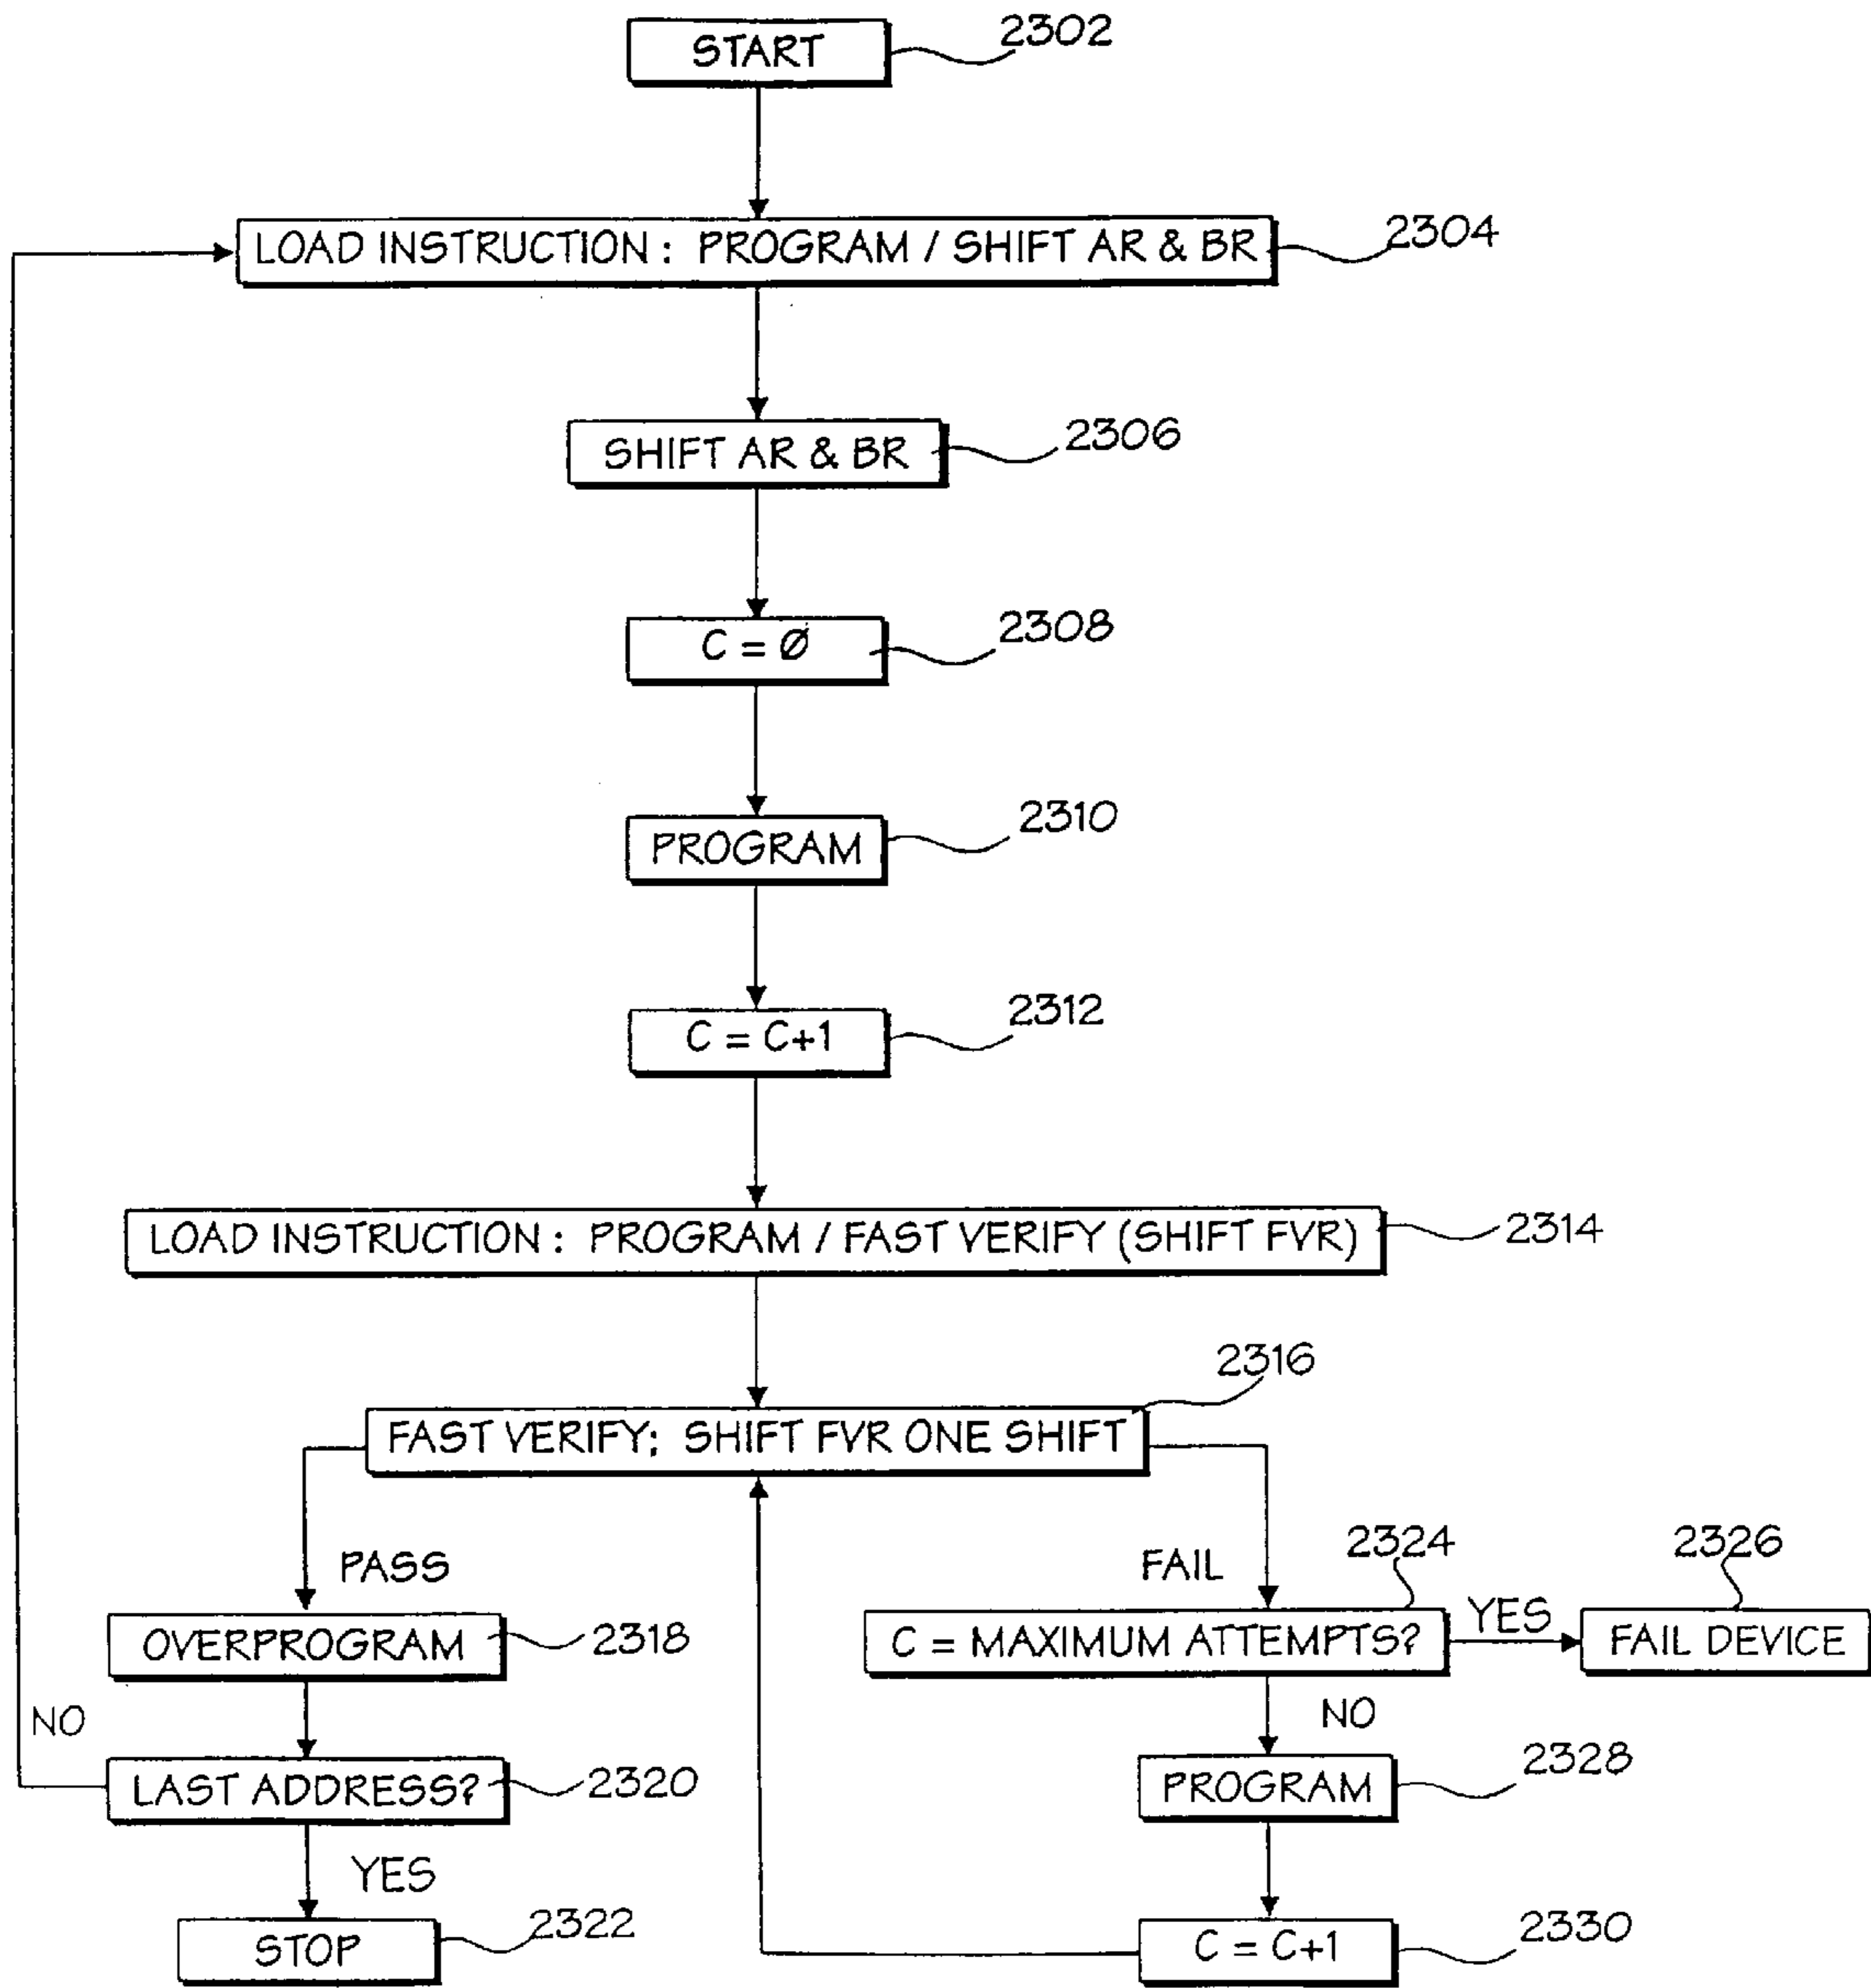 START
2302
LOAD INSTRUCTION : PROGRAM / SHIFT AR & BR
2304
SHIFT AR & BR
2306
C = Ø
2308
PROGRAM
2310
C = C+1
2312
LOAD INSTRUCTION : PROGRAM / FAST VERIFY (SHIFT FVR)
2314
FAST VERIFY; SHIFT FVR ONE SHIFT
2316
PASS
FAIL
OVERPROGRAM
2318
C = MAXIMUM ATTEMPTS?
2324
YES
FAIL DEVICE
2326
NO
NO
LAST ADDRESS?
2320
PROGRAM
2328
YES
STOP
2322
C = C+1
2330